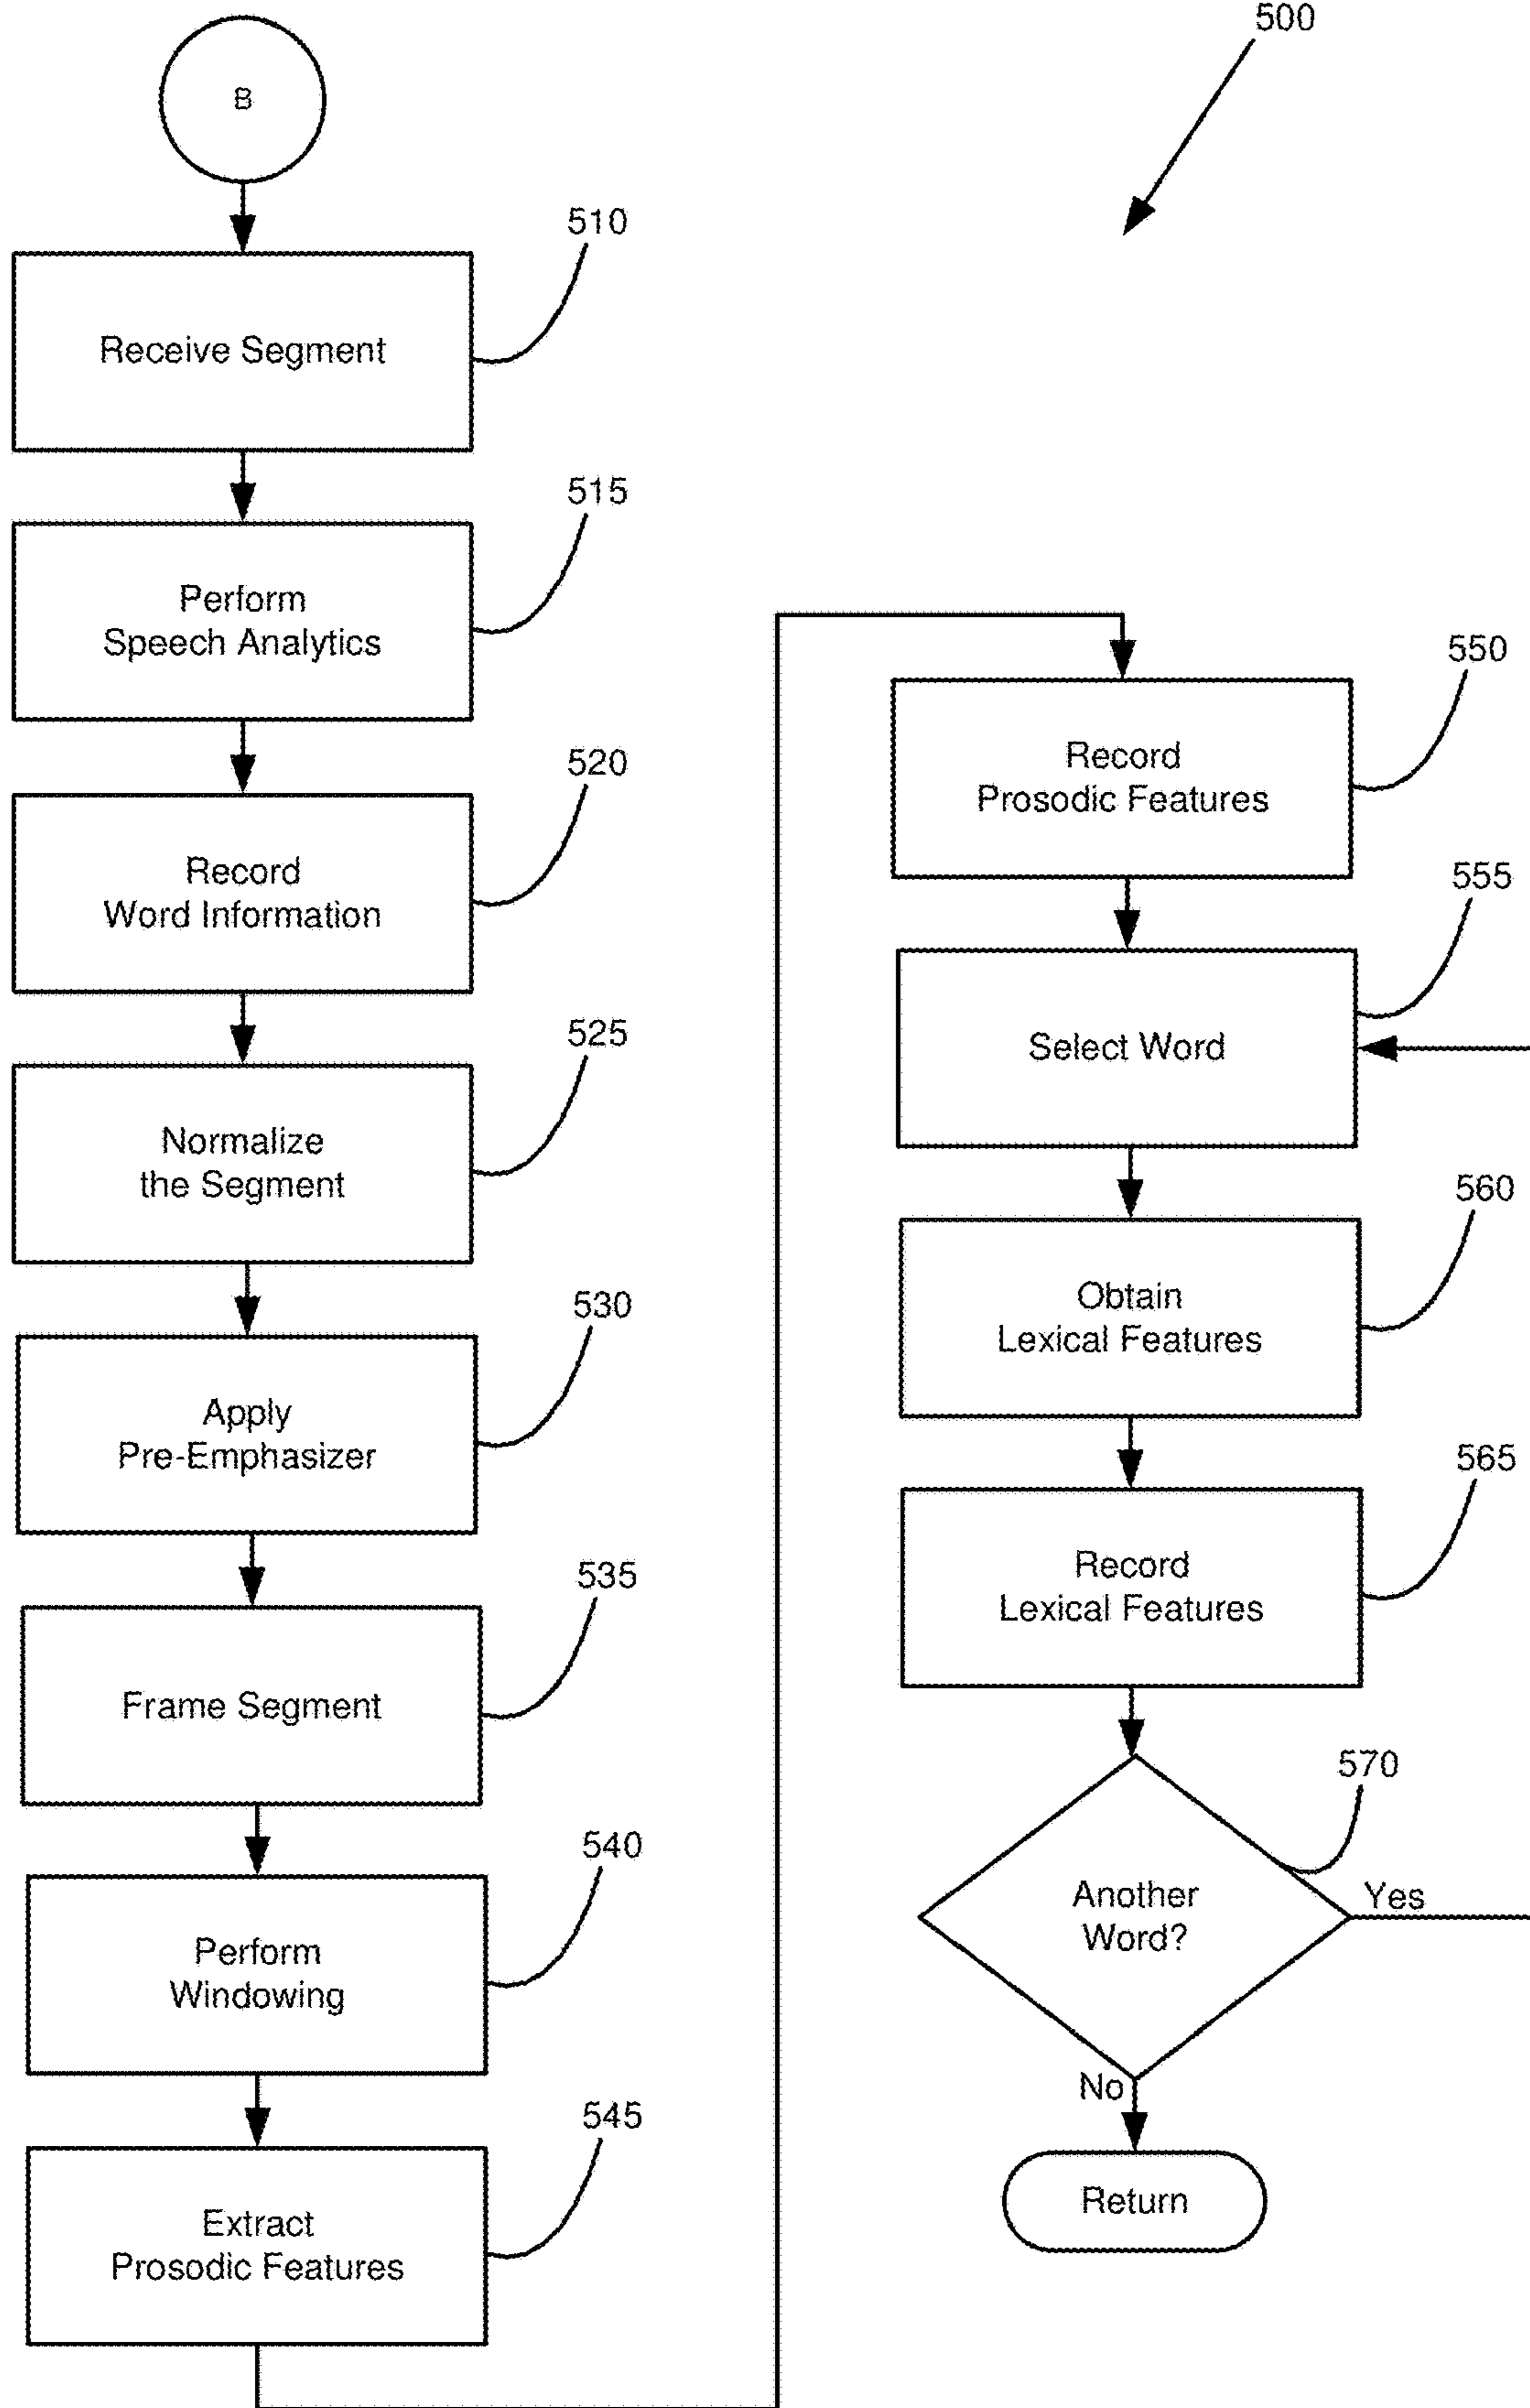 B
500
510
Receive Segment
515
Perform
Speech Analytics
520
Record
Word Information
525
Normalize
the Segment
530
Apply
Pre-Emphasizer
535
Frame Segment
540
Perform
Windowing
545
Extract
Prosodic Features
550
Record
Prosodic Features
555
Select Word
560
Obtain
Lexical Features
565
Record
Lexical Features
570
Another
Word?
Yes
No
Return